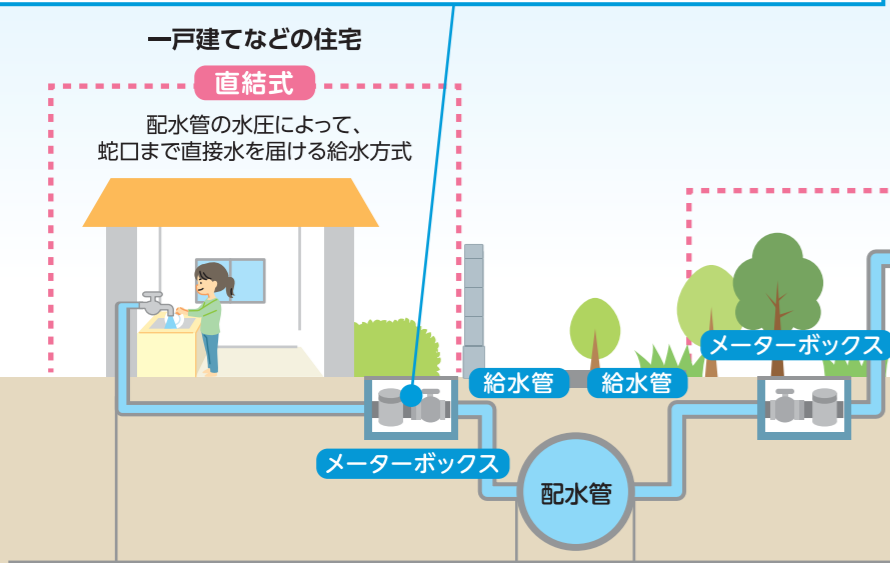 一戸建てなどの住宅
直結式
配水管の水圧によって、
蛇口まで直接水を届ける給水方式
メーターボックス
給水管
給水管
メーターボックス
配水管